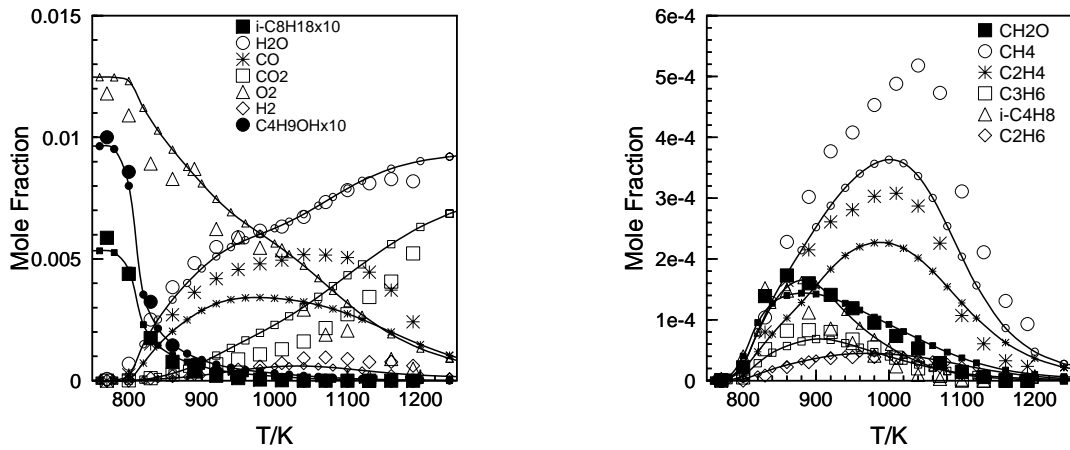 0.015
0.01
0.005
0
Mole Fraction
i-C8H18x10
H2O
CO
CO2
O2
H2
C4H9OHx10
800 900 1000 1100 1200
T/K
6e-4
5e-4
4e-4
3e-4
2e-4
1e-4
0
Mole Fraction
CH2O
CH4
C2H4
C3H6
i-C4H8
C2H6
800 900 1000 1100 1200
T/K